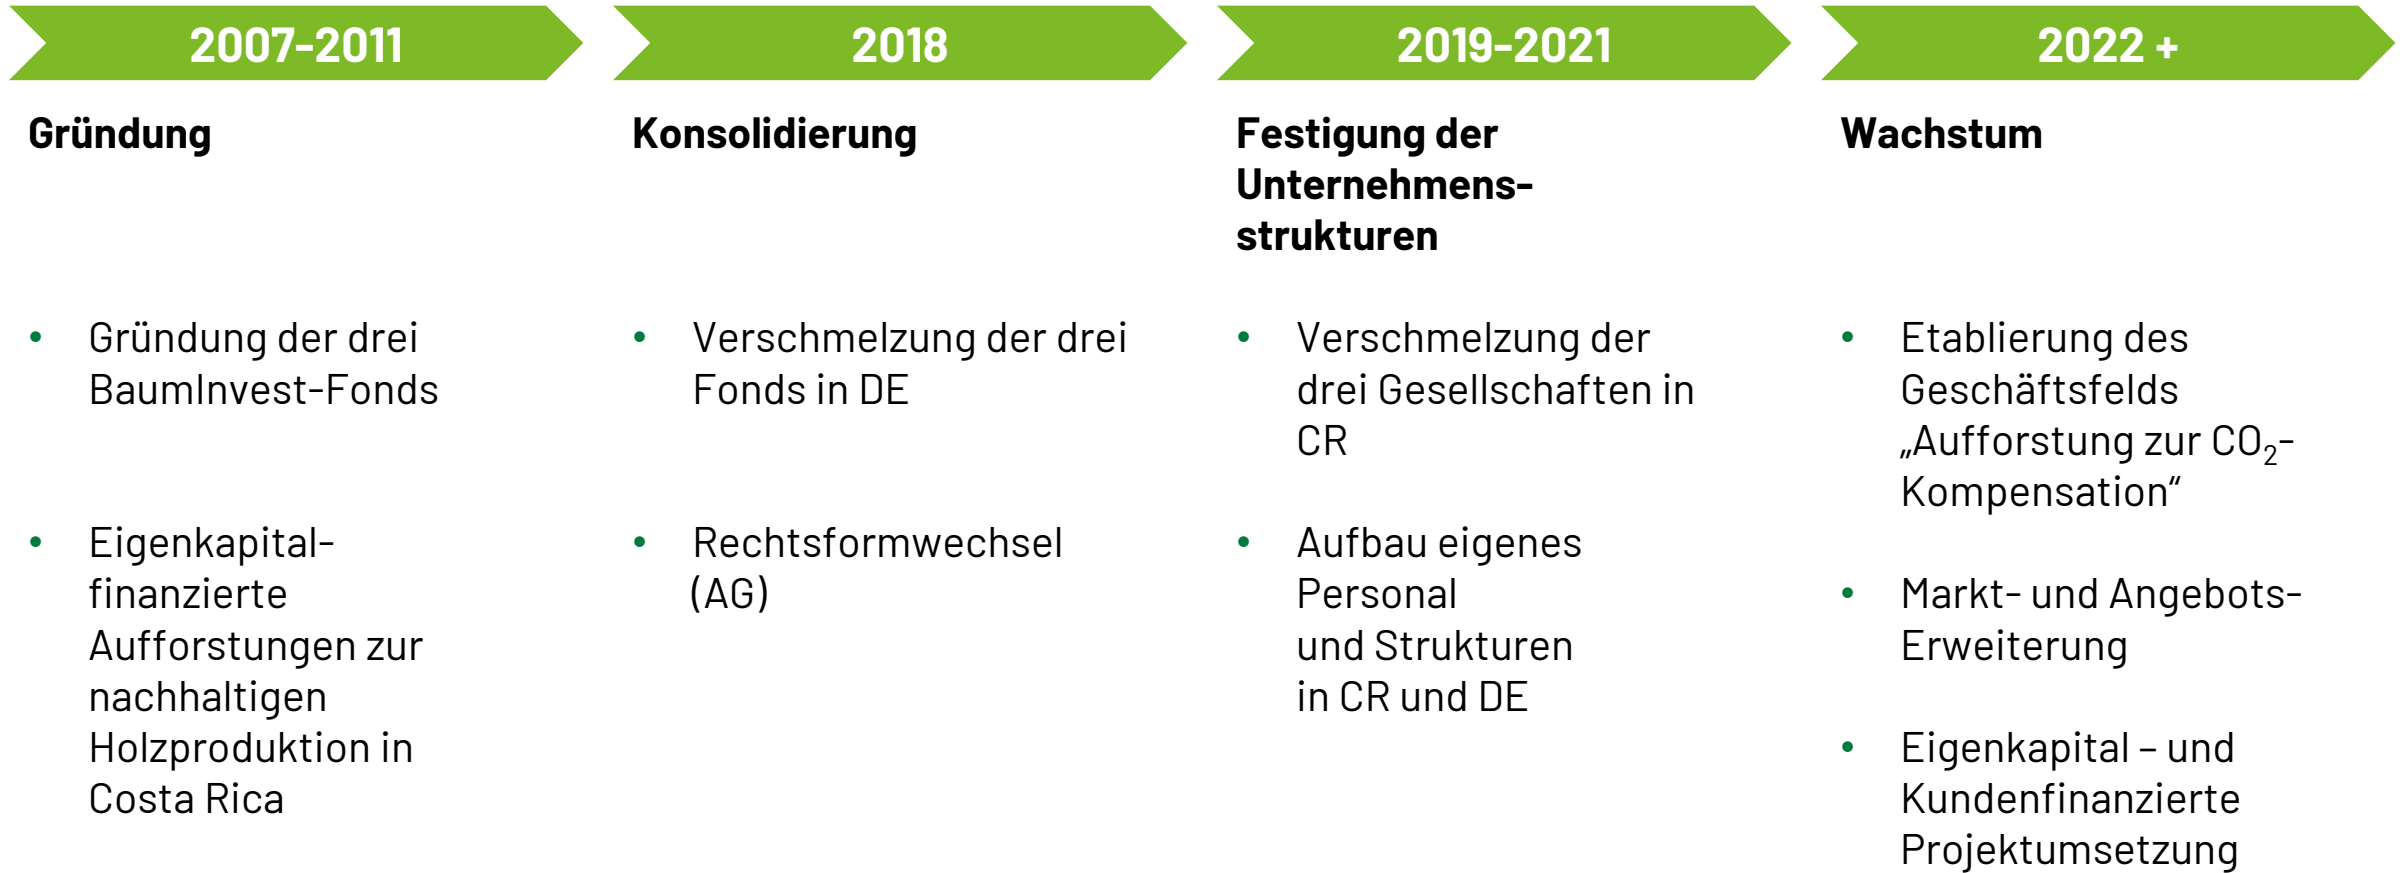 2007-2011
Gründung
• Gründung der drei
BaumInvest-Fonds
• Eigenkapital-
finanzierte
Aufforstungen zur
nachhaltigen
Holzproduktion in
Costa Rica
2018
Konsolidierung
• Verschmelzung der drei
Fonds in DE
• Rechtsformwechsel
(AG)
2019-2021
Festigung der
Unternehmens-
strukturen
• Verschmelzung der
drei Gesellschaften in
CR
• Aufbau eigenes
Personal
und Strukturen
in CR und DE
2022 +
Wachstum
• Etablierung des
Geschäftsfelds
„Aufforstung zur CO₂-
Kompensation“
• Markt- und Angebots-
Erweiterung
• Eigenkapital – und
Kundenfinanzierte
Projektumsetzung